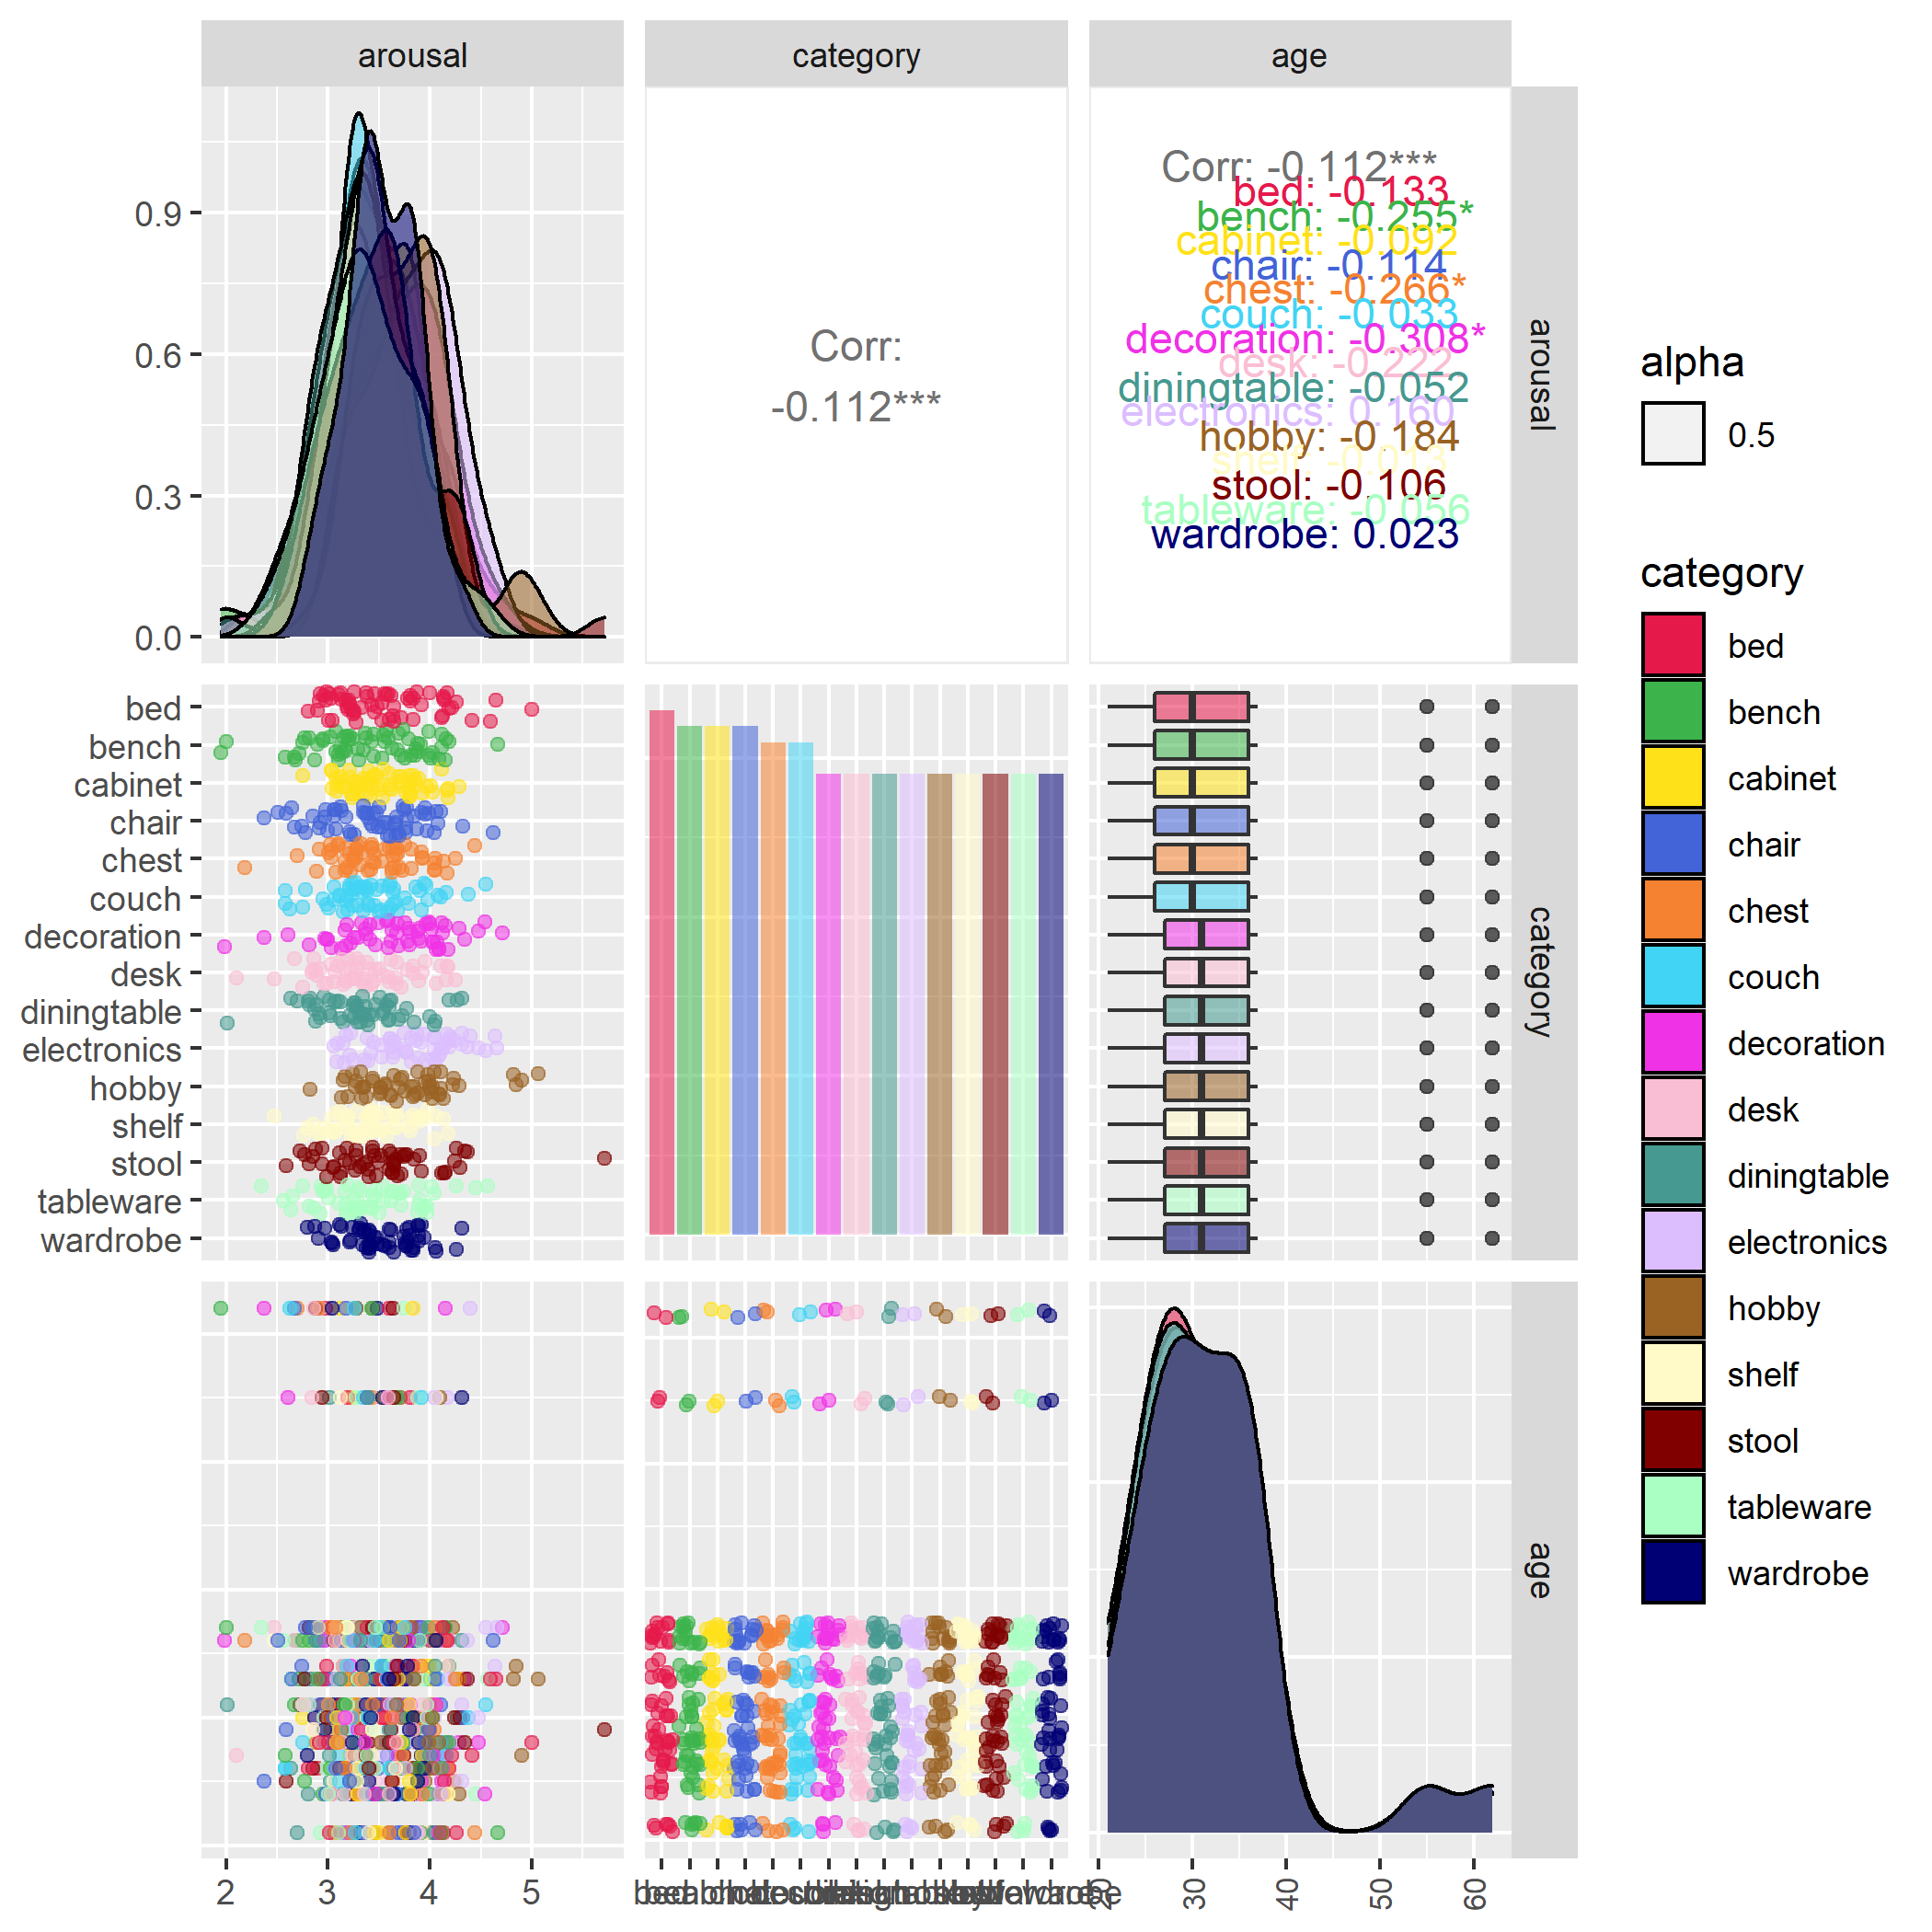 arousal
category
age
0.9
0.6
0.3
0.0
Corr:
-0.112***
Corr: -0.112***
bed: -0.133
bench: -0.255*
cabinet: -0.092
chair: -0.114
chest: -0.266*
couch: -0.033
decoration: -0.308*
desk: -0.222
diningtable: -0.052
electronics: 0.160
hobby: -0.184
shelf: -0.013
stool: -0.106
tableware: -0.056
wardrobe: 0.023
arousal
bed
bench
cabinet
chair
chest
couch
decoration
desk
diningtable
electronics
hobby
shelf
stool
tableware
wardrobe
category
age
2
3
4
5
20
30
40
50
60
alpha
0.5
category
bed
bench
cabinet
chair
chest
couch
decoration
desk
diningtable
electronics
hobby
shelf
stool
tableware
wardrobe